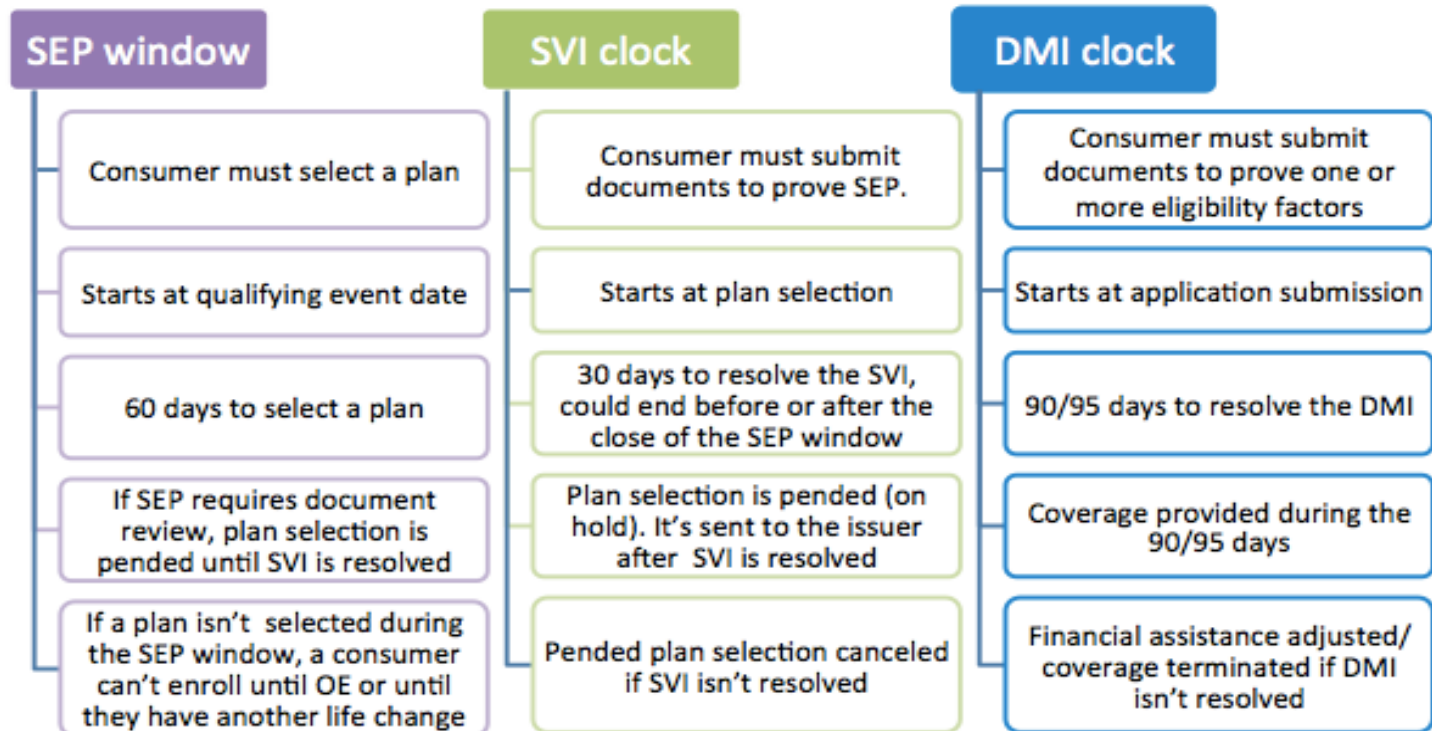 SEP window
Consumer must select a plan
Starts at qualifying event date
60 days to select a plan
If SEP requires document
review, plan selection is
pended until SVI is resolved
If a plan isn't selected during
the SEP window, a consumer
can't enroll until OE or until
they have another life change
SVI clock
Consumer must submit
documents to prove SEP.
Starts at plan selection
30 days to resolve the SVI,
could end before or after the
close of the SEP window
Plan selection is pended (on
hold). It's sent to the issuer
after SVI is resolved
Pended plan selection canceled
if SVI isn't resolved
DMI clock
Consumer must submit
documents to prove one or
more eligibility factors
Starts at application submission
90/95 days to resolve the DMI
Coverage provided during the
90/95 days
Financial assistance adjusted/
coverage terminated if DMI
isn't resolved